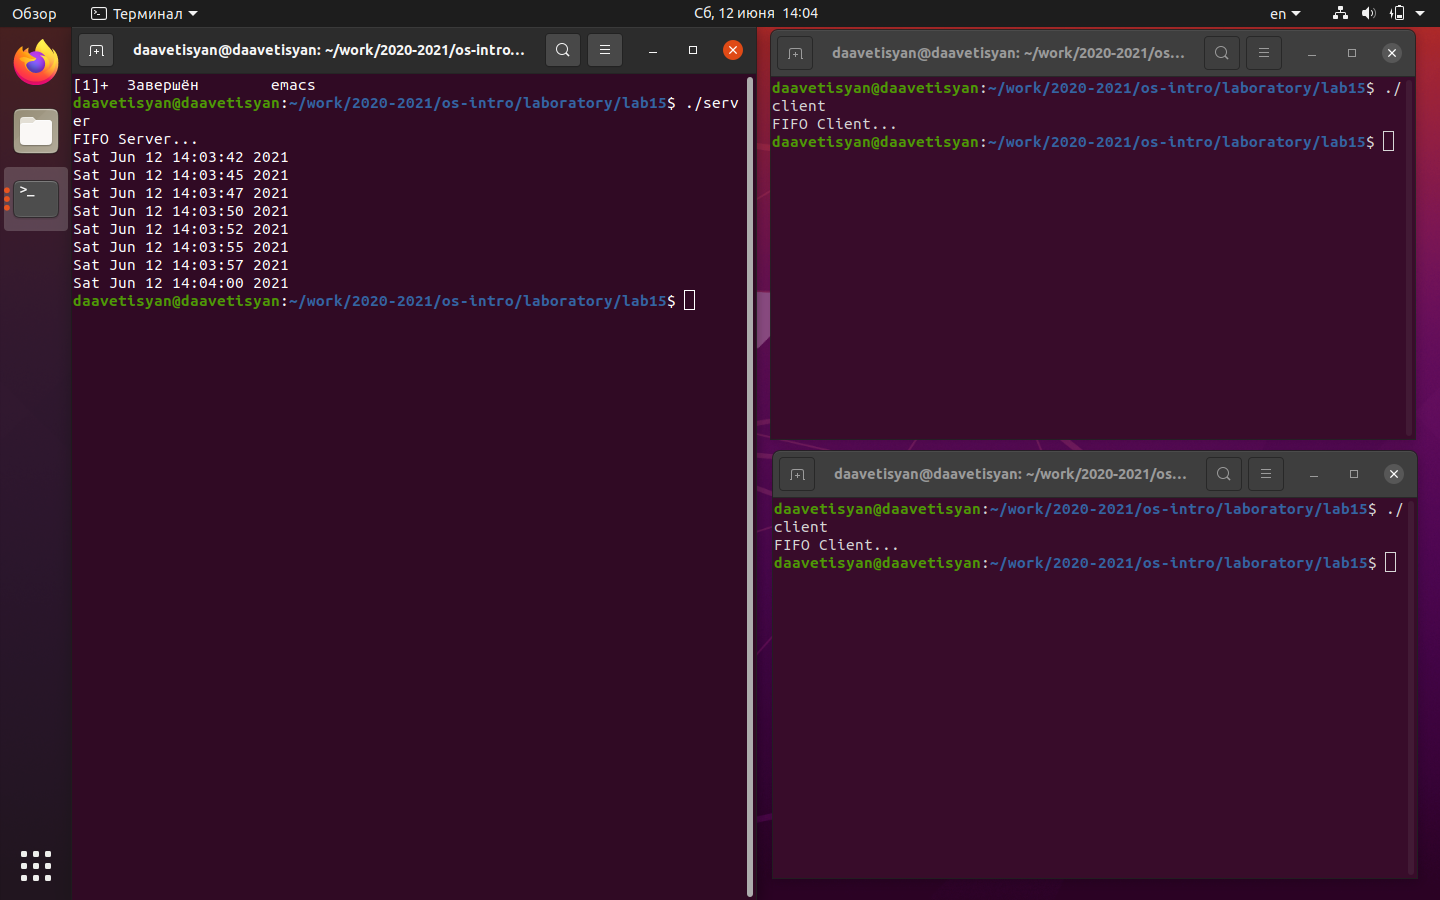 Обзор
Терминал
Сб, 12 июня 14:04
en
daavetisyan@daavetisyan: ~/work/2020-2021/os-intro...
[1]+  Завершён        emacs
daavetisyan@daavetisyan:~/work/2020-2021/os-intro/laboratory/lab15$ ./serv
er
FIFO Server...
Sat Jun 12 14:03:42 2021
Sat Jun 12 14:03:45 2021
Sat Jun 12 14:03:47 2021
Sat Jun 12 14:03:50 2021
Sat Jun 12 14:03:52 2021
Sat Jun 12 14:03:55 2021
Sat Jun 12 14:03:57 2021
Sat Jun 12 14:04:00 2021
daavetisyan@daavetisyan:~/work/2020-2021/os-intro/laboratory/lab15$
daavetisyan@daavetisyan: ~/work/2020-2021/os...
daavetisyan@daavetisyan:~/work/2020-2021/os-intro/laboratory/lab15$ ./
client
FIFO Client...
daavetisyan@daavetisyan:~/work/2020-2021/os-intro/laboratory/lab15$
daavetisyan@daavetisyan: ~/work/2020-2021/os...
daavetisyan@daavetisyan:~/work/2020-2021/os-intro/laboratory/lab15$ ./
client
FIFO Client...
daavetisyan@daavetisyan:~/work/2020-2021/os-intro/laboratory/lab15$